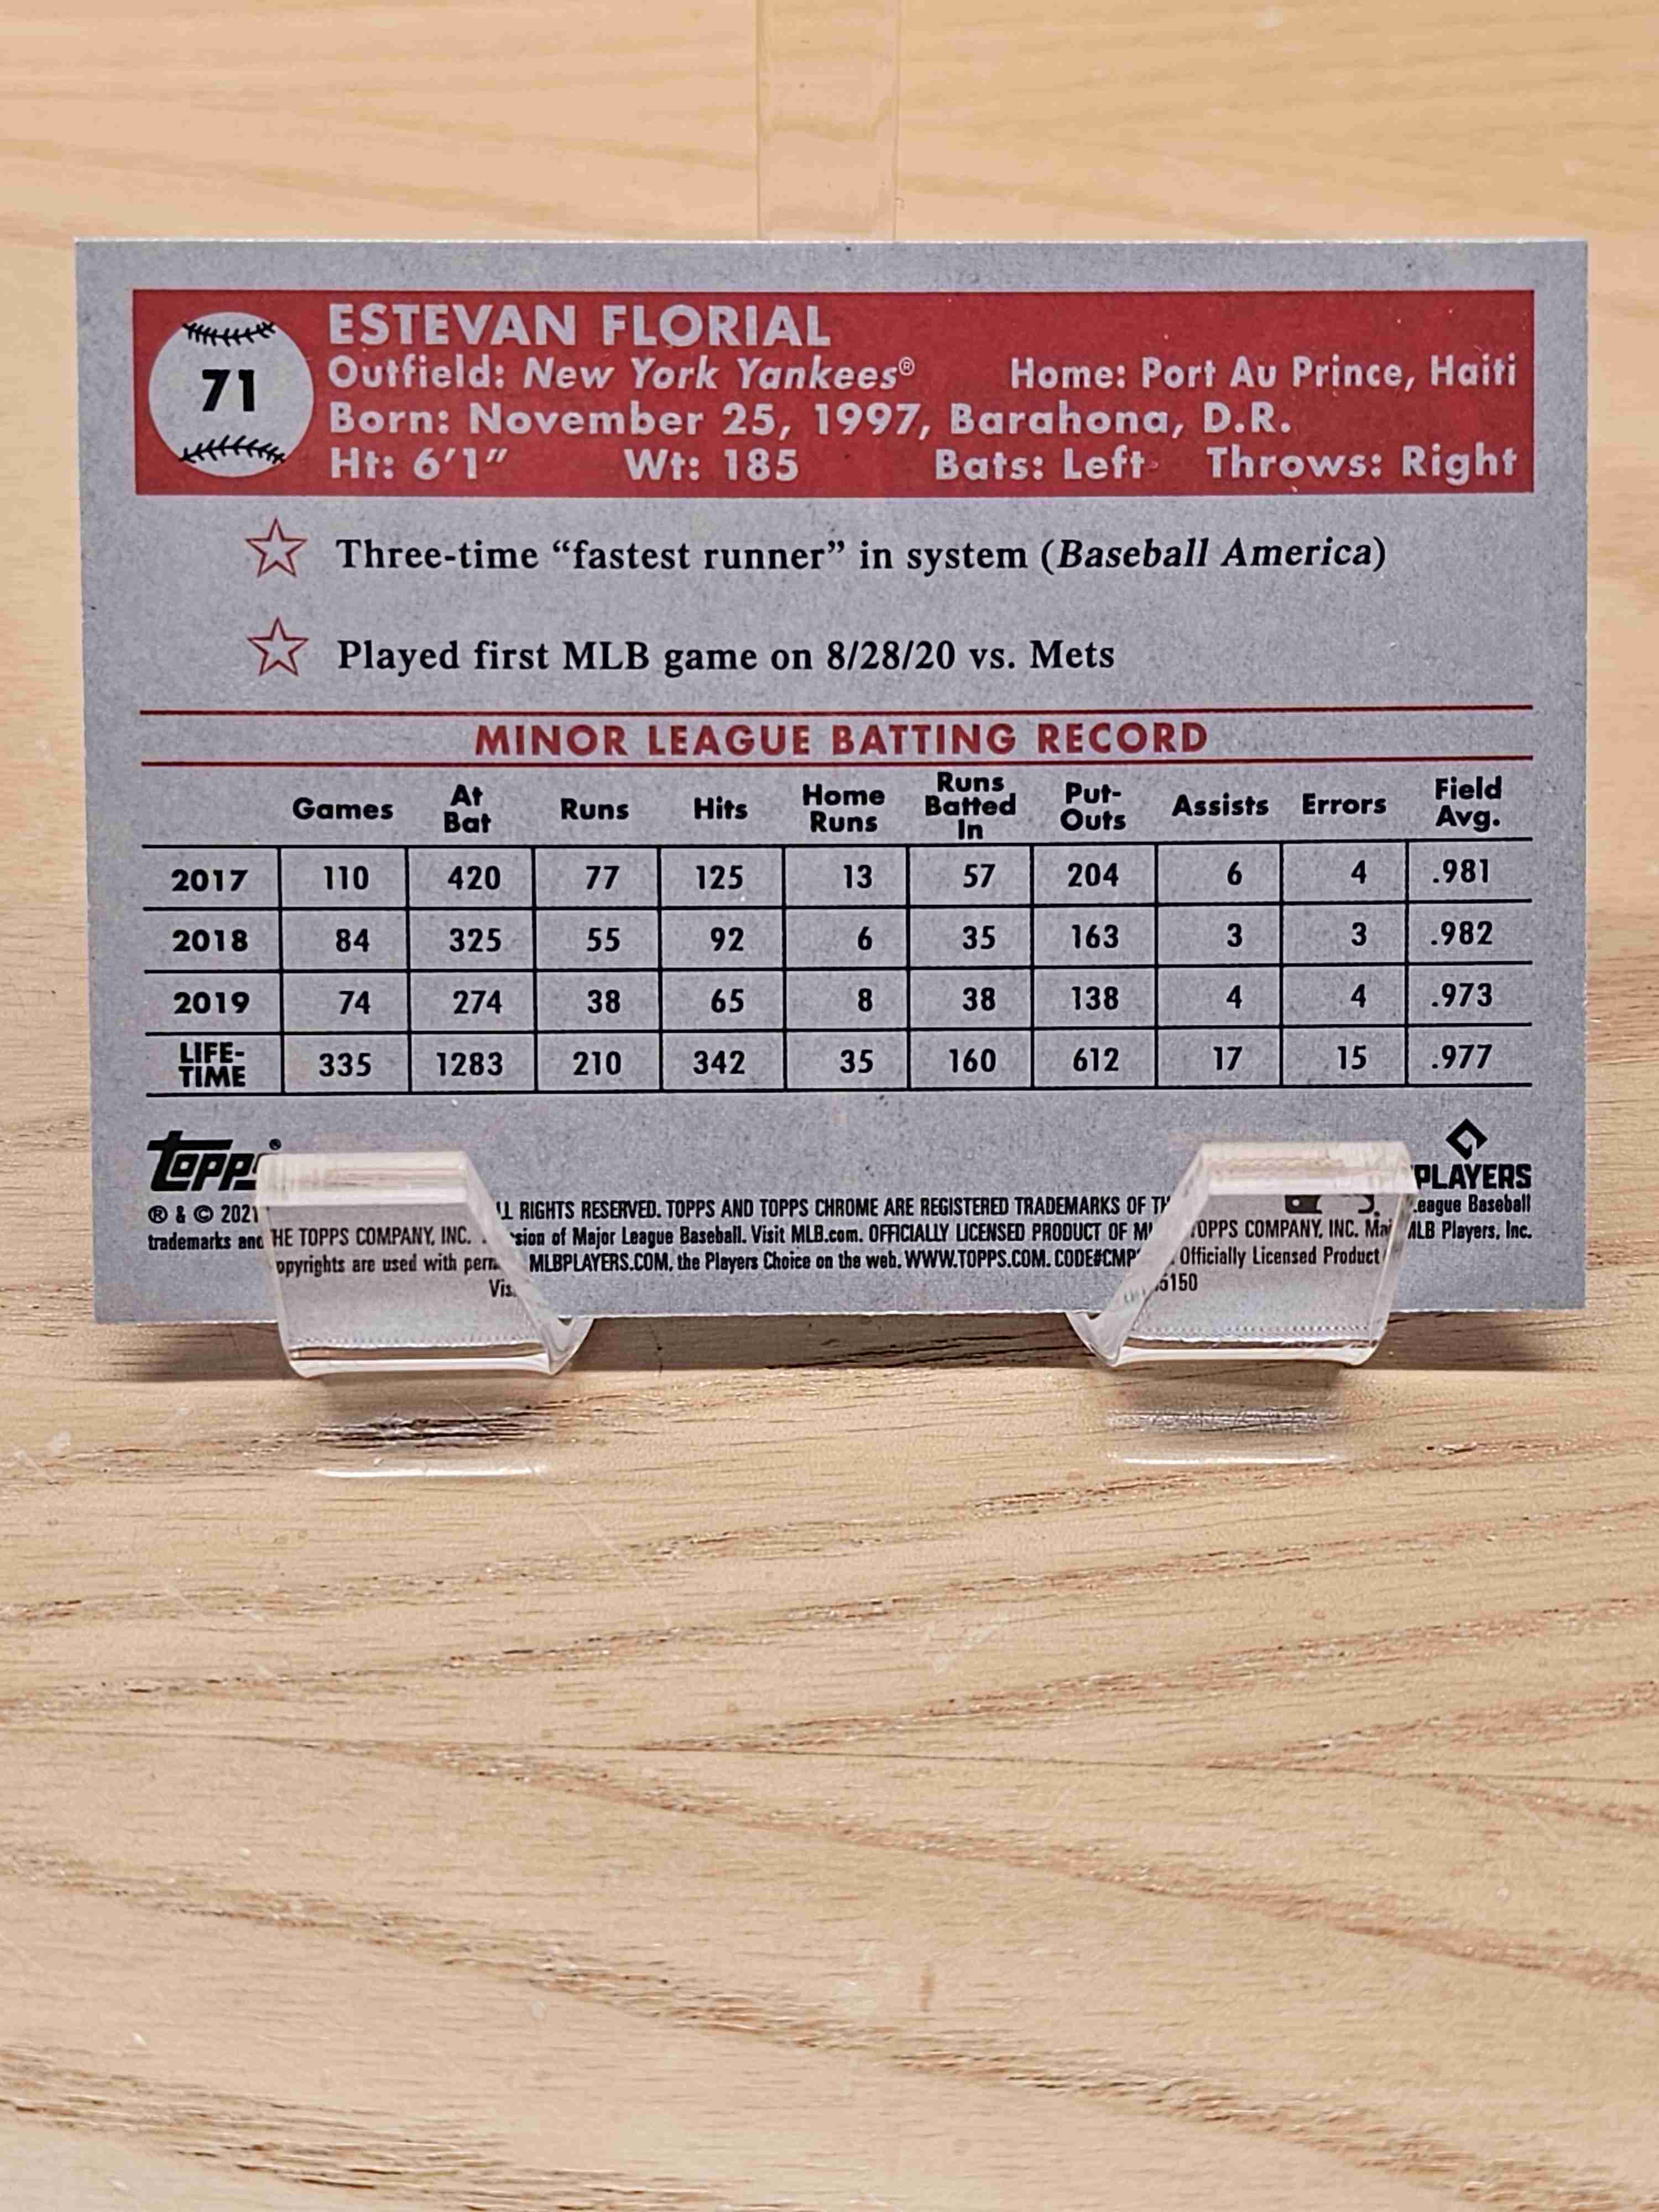 71
ESTEVAN FLORIAL
Outfield: New York Yankees® Home: Port Au Prince, Haiti
Born: November 25, 1997, Barahona, D.R.
Ht: 6'1" Wt: 185 Bats: Left Throws: Right
Three-time “fastest runner” in system (Baseball America)
Played first MLB game on 8/28/20 vs. Mets
MINOR LEAGUE BATTING RECORD
Games At Bat Runs Hits Home Runs Runs Batted In Put-Outs Assists Errors Field Avg.
2017 110 420 77 125 13 57 204 6 4 .981
2018 84 325 55 92 6 35 163 3 3 .982
2019 74 274 38 65 8 38 138 4 4 .973
LIFE-TIME 335 1283 210 342 35 160 612 17 15 .977
topps®
PLAYERS
® & © 2021 THE TOPPS COMPANY, INC. RIGHTS RESERVED. TOPPS AND TOPPS CHROME ARE REGISTERED TRADEMARKS OF TOPPS COMPANY, INC. League Baseball
trademarks and copyrights are used with of Major League Baseball. Visit MLB.com. OFFICIALLY LICENSED PRODUCT OF MLB Players, Inc.
MLBPLAYERS.COM, the Players Choice on the web. WWW.TOPPS.COM. Officially Licensed Product